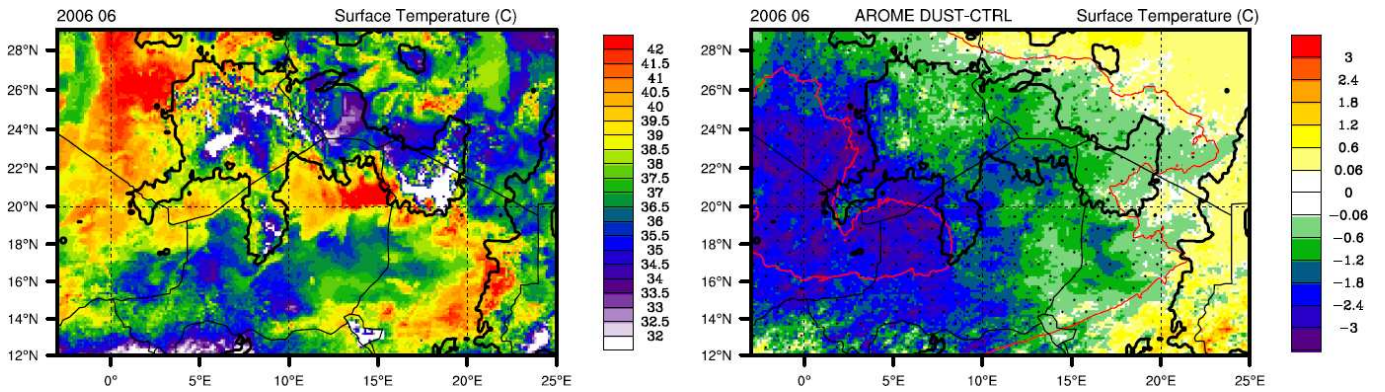 2006 06 Surface Temperature (C)
28°N
26°N
24°N
22°N
20°N
18°N
16°N
14°N
12°N
0° 5°E 10°E 15°E 20°E 25°E
42
41.5
41
40.5
40
39.5
39
38.5
38
37.5
37
36.5
36
35.5
35
34.5
34
33.5
33
32.5
32
2006 06 AROME DUST-CTRL Surface Temperature (C)
28°N
26°N
24°N
22°N
20°N
18°N
16°N
14°N
12°N
0° 5°E 10°E 15°E 20°E 25°E
3
2.4
1.8
1.2
0.6
0.06
0
−0.06
−0.6
−1.2
−1.8
−2.4
−3